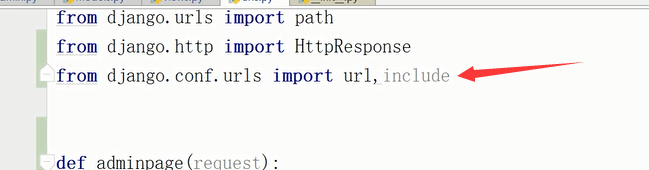 from django.urls import path
from django.http import HttpResponse
from django.conf.urls import url,include
def adminpage(request):